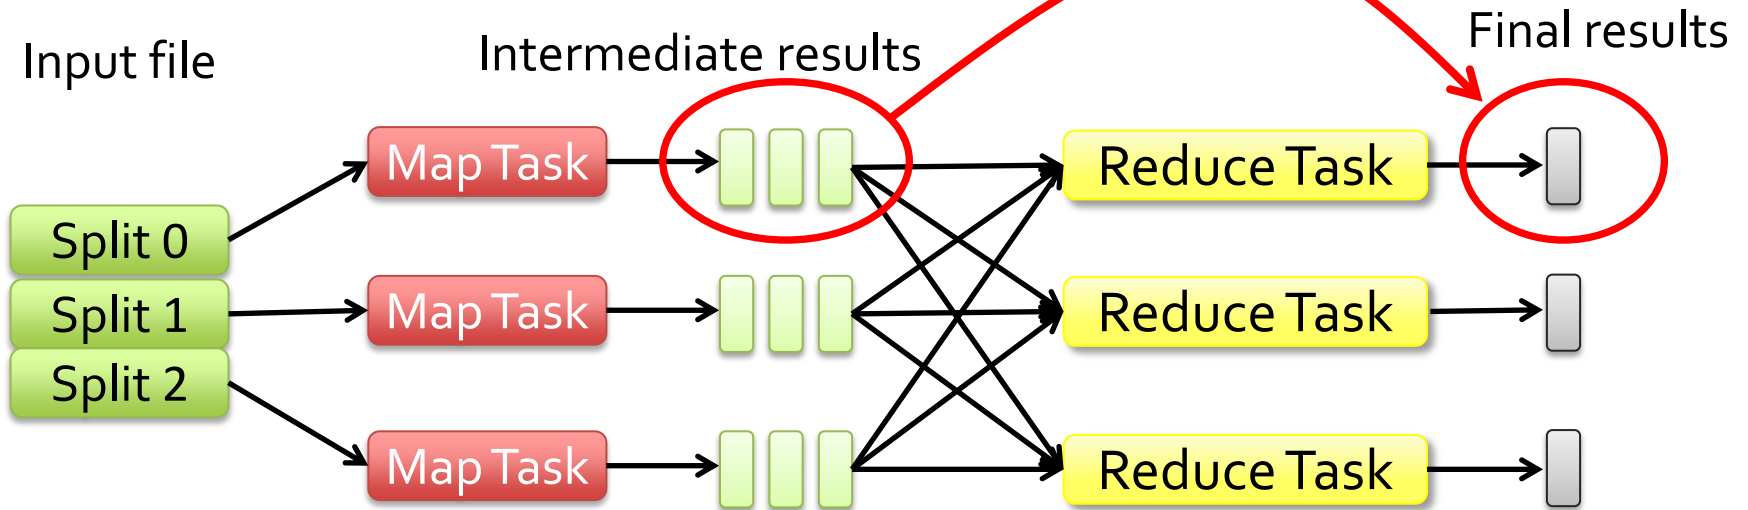 Input file
Intermediate results
Final results
Split 0
Split 1
Split 2
Map Task
Map Task
Map Task
Reduce Task
Reduce Task
Reduce Task